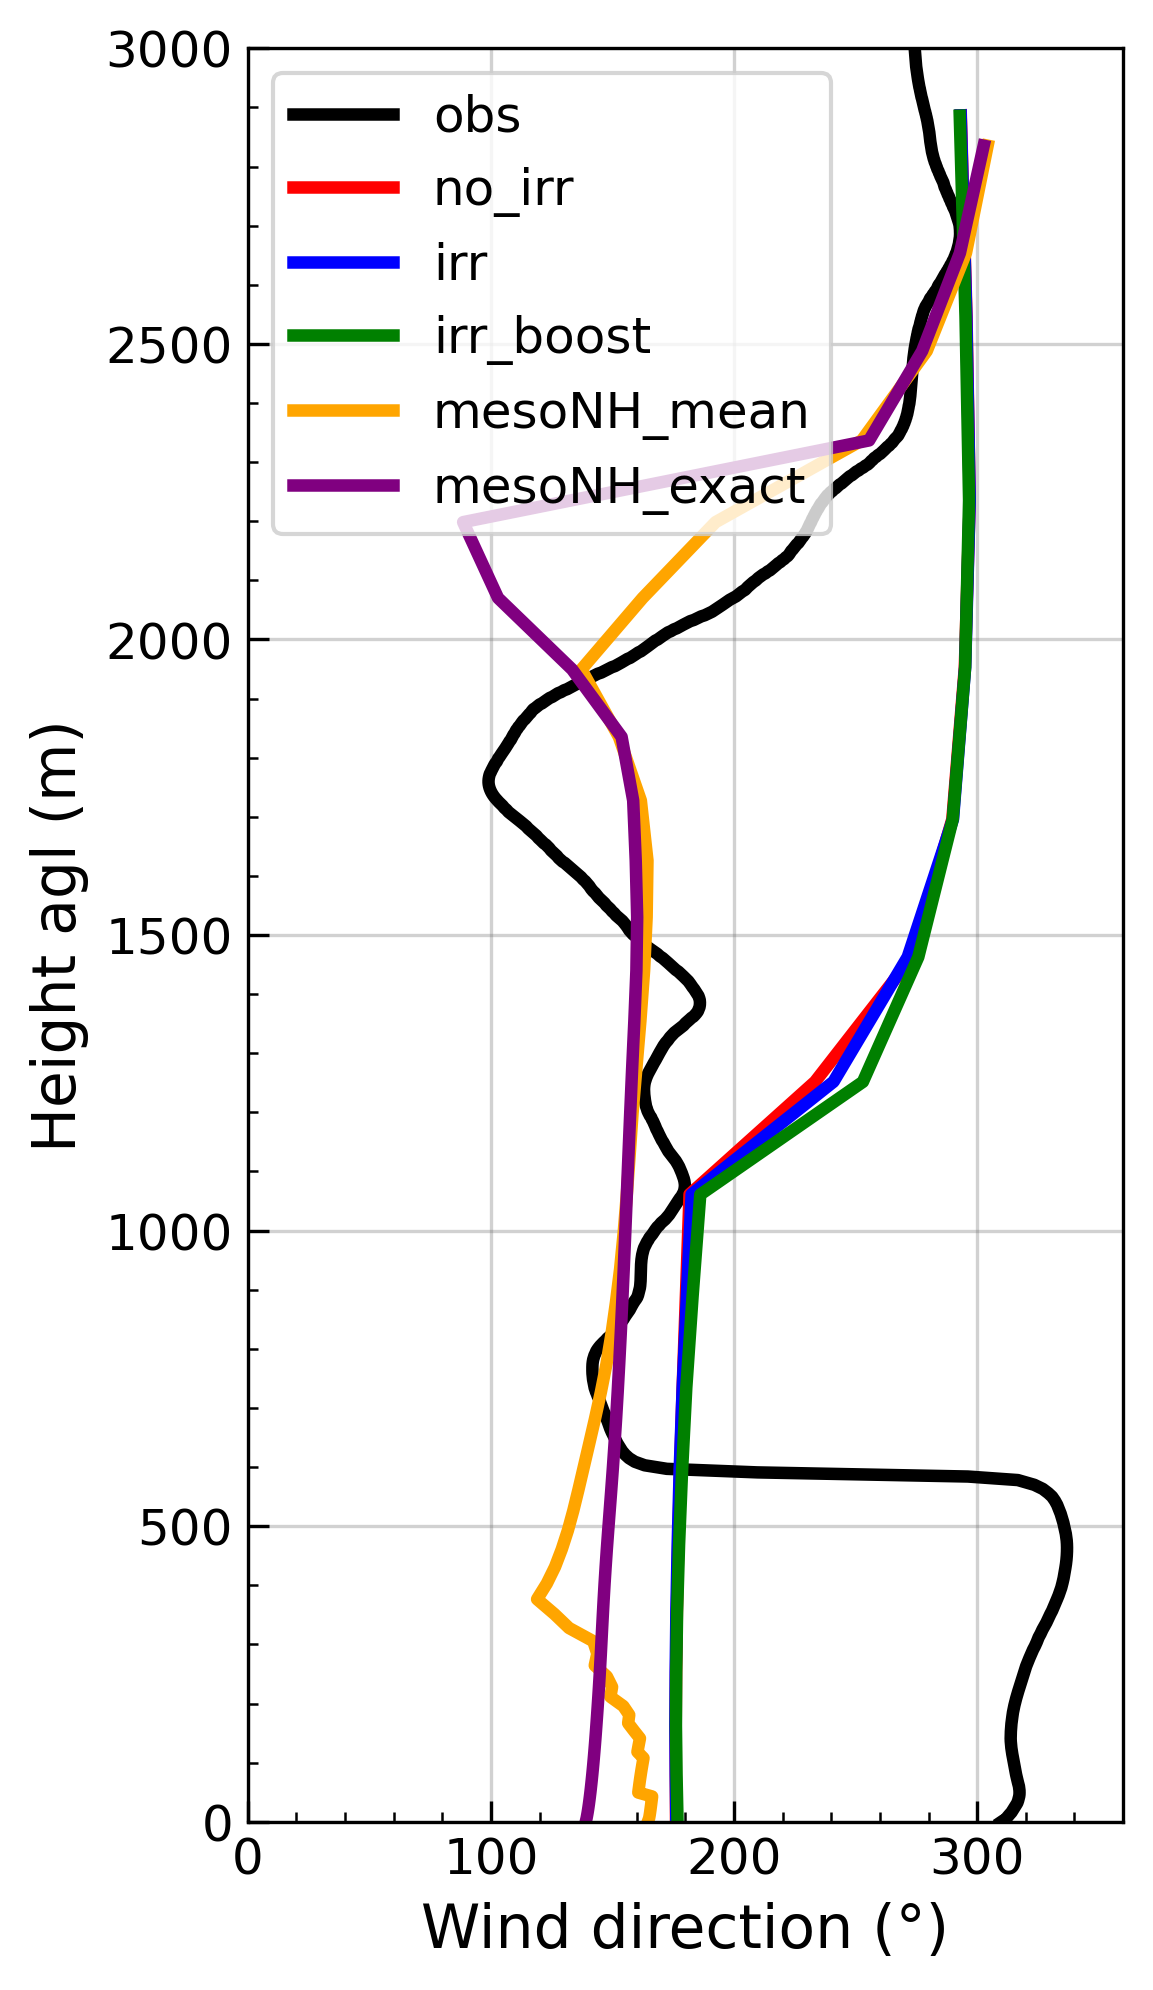 3000
2500
2000
1500
1000
500
0
Height agl (m)
obs
no_irr
irr
irr_boost
mesoNH_mean
mesoNH_exact
0 100 200 300
Wind direction (°)